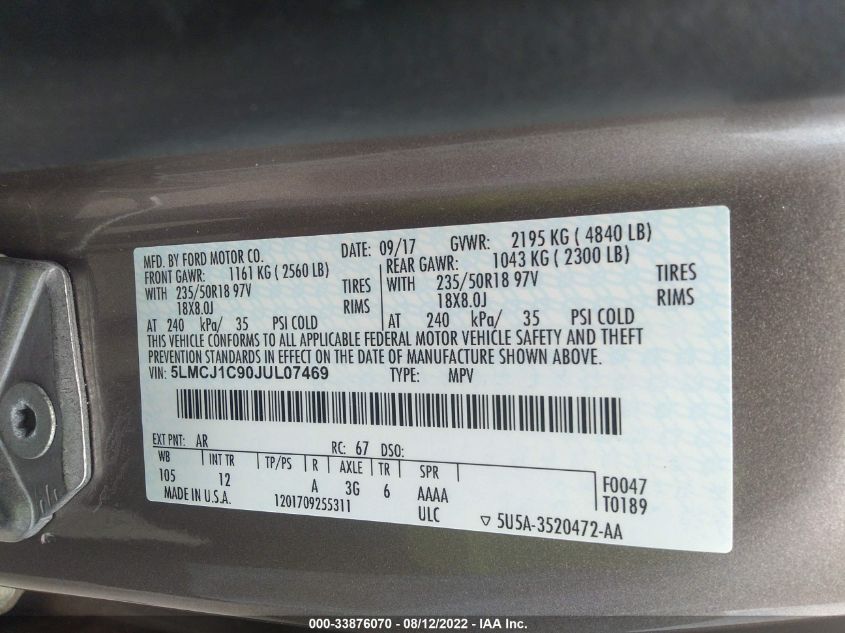 MFD. BY FORD MOTOR CO. DATE: 09/17 GVWR: 2195 KG ( 4840 LB)
FRONT GAWR: 1161 KG ( 2560 LB) REAR GAWR: 1043 KG ( 2300 LB)
WITH 235/50R18 97V TIRES WITH 235/50R18 97V TIRES
18X8.0J RIMS 18X8.0J RIMS
AT 240 kPa/ 35 PSI COLD AT 240 kPa/ 35 PSI COLD
THIS VEHICLE CONFORMS TO ALL APPLICABLE FEDERAL MOTOR VEHICLE SAFETY AND THEFT
PREVENTION STANDARDS IN EFFECT ON THE DATE OF MANUFACTURE SHOWN ABOVE.
VIN: 5LMCJ1C90JUL07469 TYPE: MPV
EXT PNT: AR RC: 67 DSO:
WB INT TR TP/PS R AXLE TR SPR F0047
105 12 A 3G 6 AAAA T0189
MADE IN U.S.A. 1201709255311 ULC ▽ 5U5A-3520472-AA
000-33876070 - 08/12/2022 - IAA Inc.